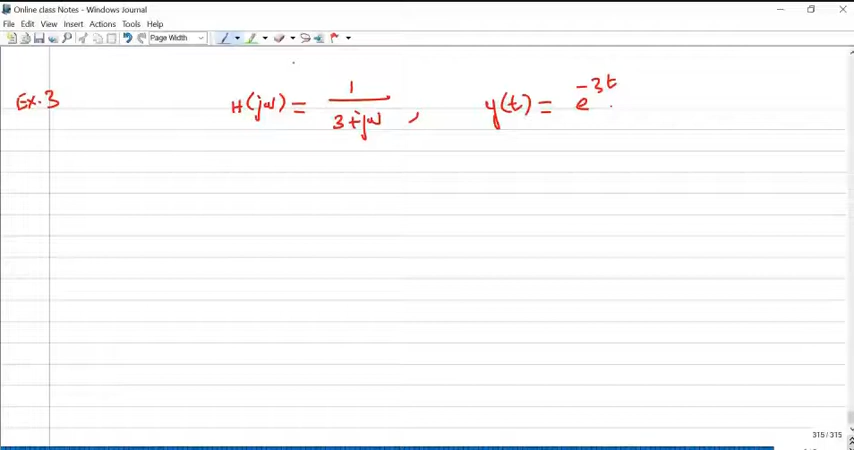 Online class Notes - Windows Journal
File Edit View Insert Actions Tools Help
Page Width
Ex.3 H(jω) = 1/(3+jω) , y(t) = e^{-3t}
315 / 315